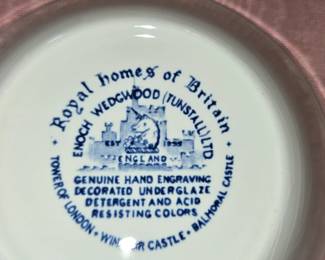 Royal homes of Britain
ENOCH WEDGWOOD (TUNSTALL) LTD
EST
ENGLAND
GENUINE HAND ENGRAVING
DECORATED UNDERGLAZE
DETERGENT AND ACID
RESISTING COLORS
TOWER OF LONDON • WINDSOR CASTLE • BALMORAL CASTLE